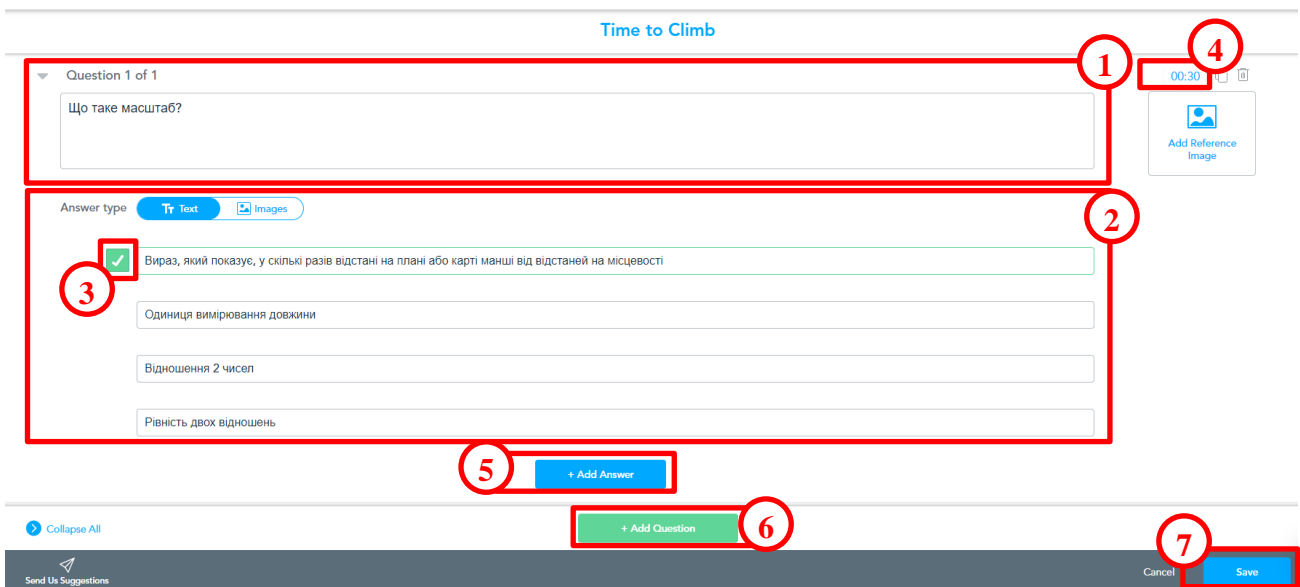 Time to Climb
4
1
Question 1 of 1
00:30
Що таке масштаб?
Add Reference
Image
Answer type
Tт Text
Images
2
Вираз, який показує, у скількі разів відстані на плані або карті манші від відстаней на місцевості
3
Одиниця вимірювання довжини
Відношення 2 чисел
Рівність двох відношень
5
+ Add Answer
Collapse All
+ Add Question
6
7
Send Us Suggestions
Cancel
Save